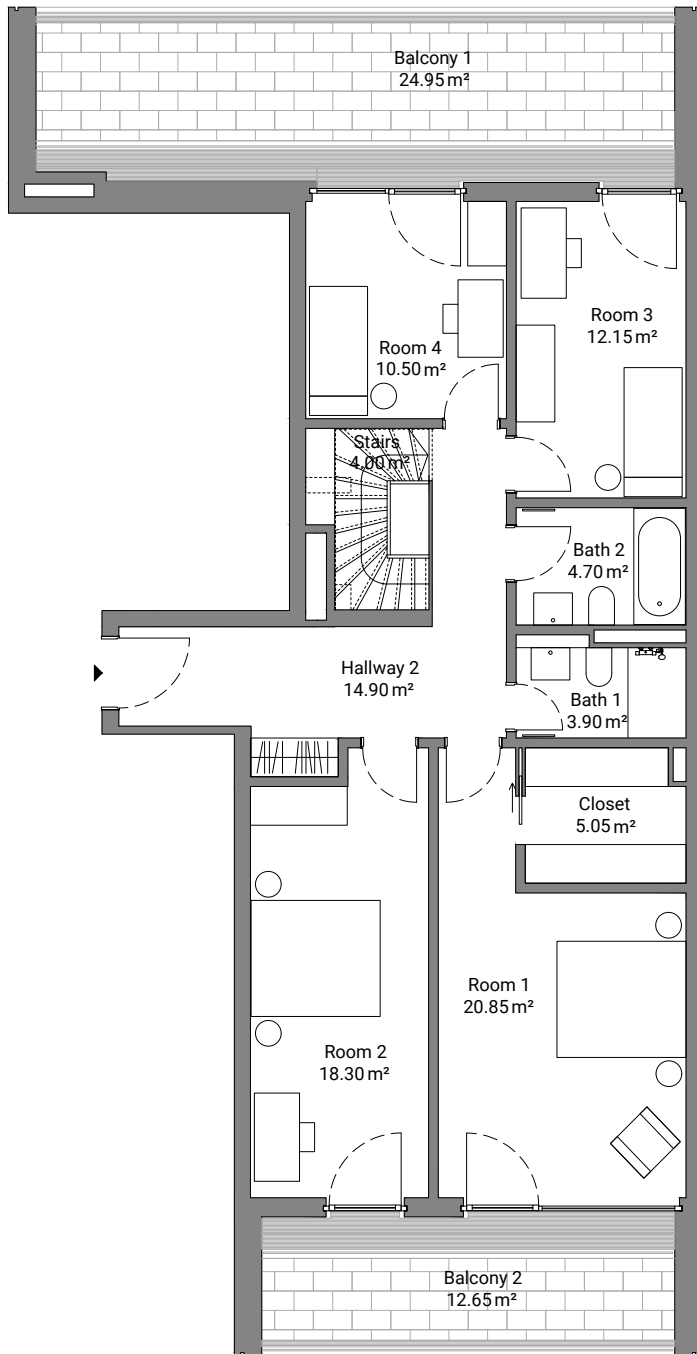 Balcony 1
24.95 m²
Room 3
12.15 m²
Room 4
10.50 m²
Stairs
4.00 m²
Bath 2
4.70 m²
Hallway 2
14.90 m²
Bath 1
3.90 m²
Closet
5.05 m²
Room 1
20.85 m²
Room 2
18.30 m²
Balcony 2
12.65 m²